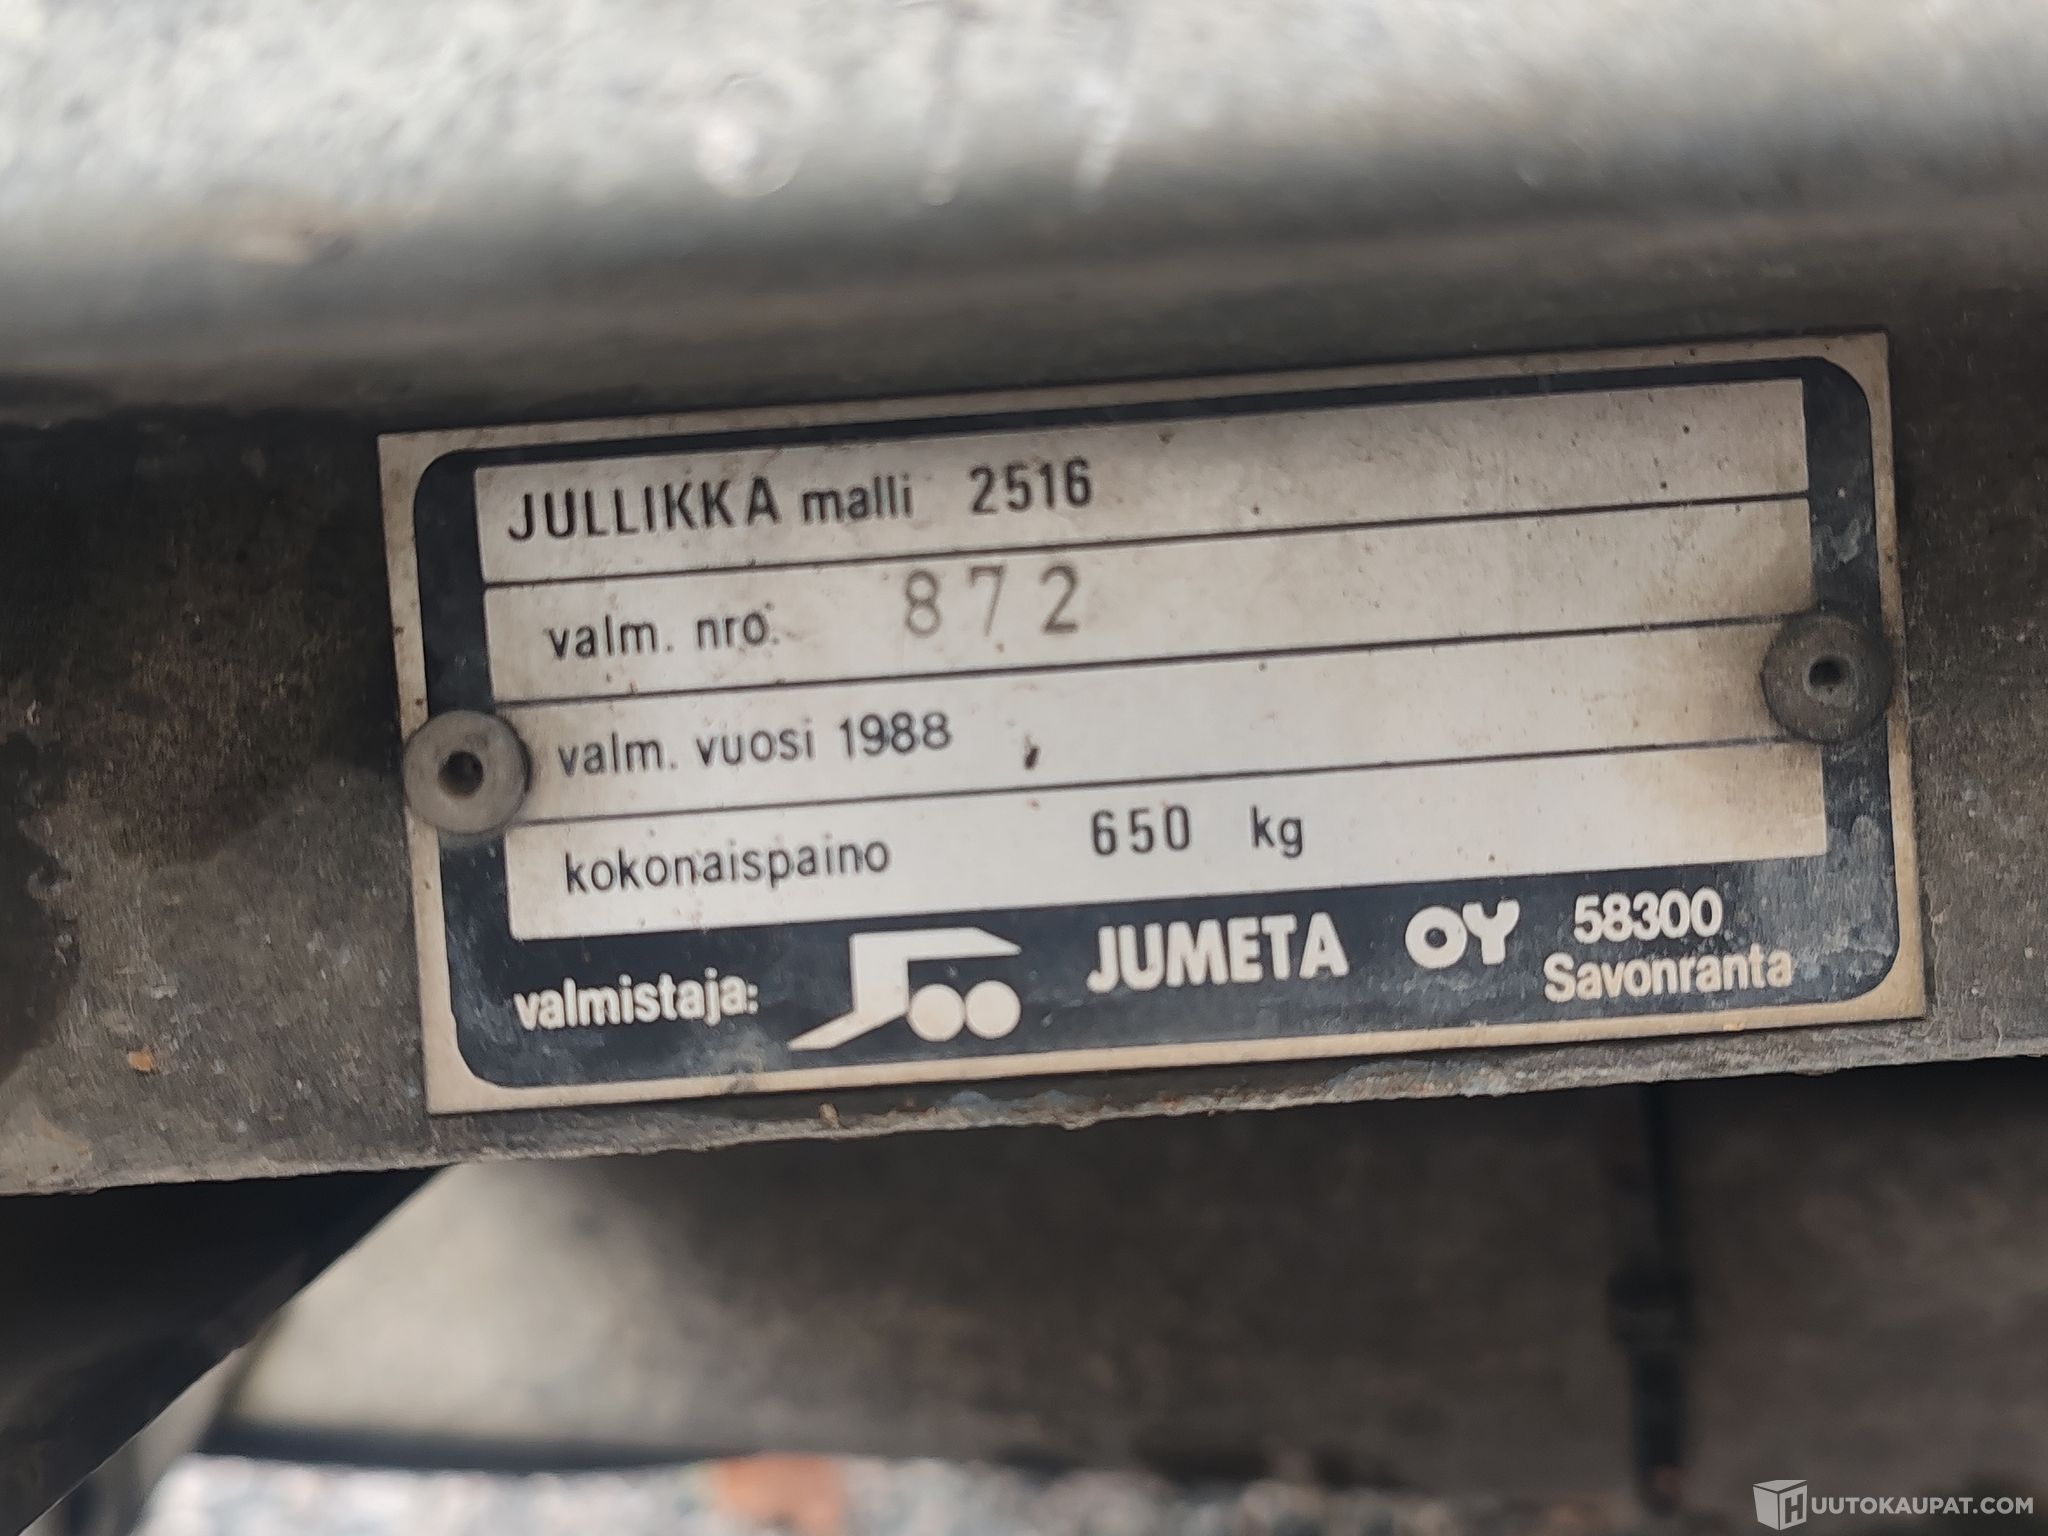 JULLIKKA malli 2516
valm. nro. 872
valm. vuosi 1988
kokonaispaino 650 kg
valmistaja: JUMETA OY 58300
Savonranta
HUUTOKAUPAT.COM